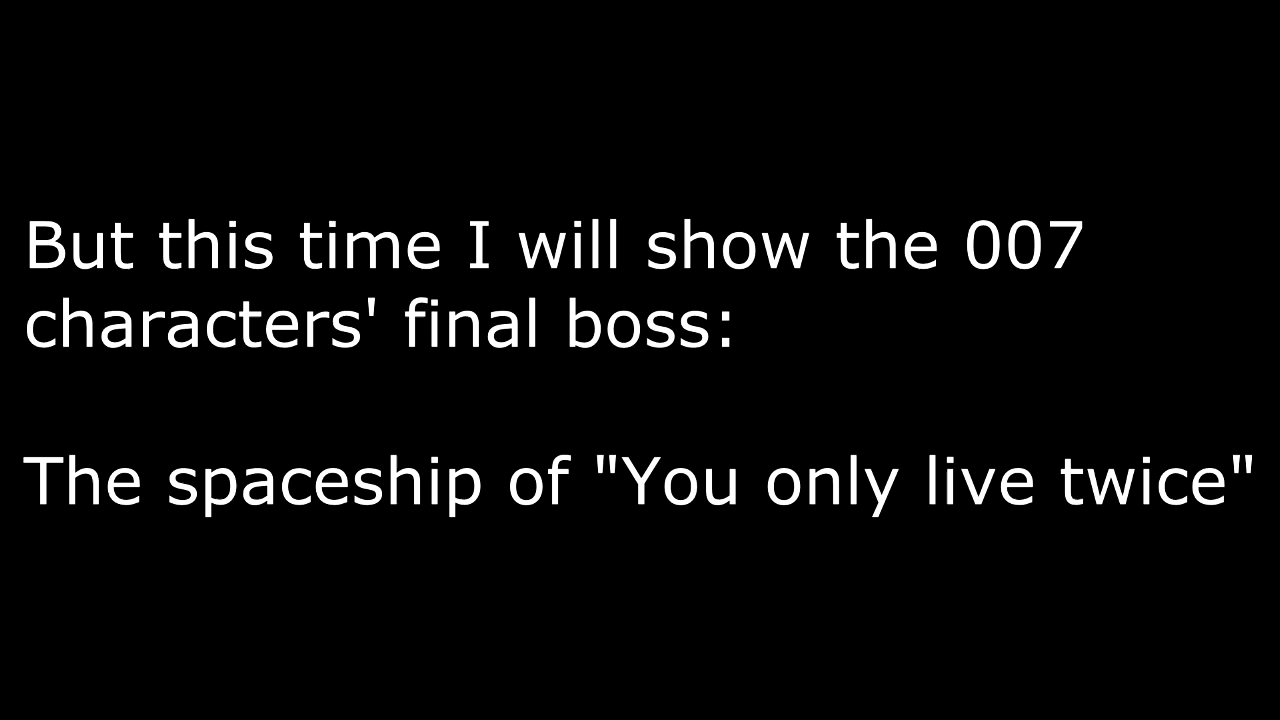 But this time I will show the 007
characters' final boss:
The spaceship of "You only live twice"